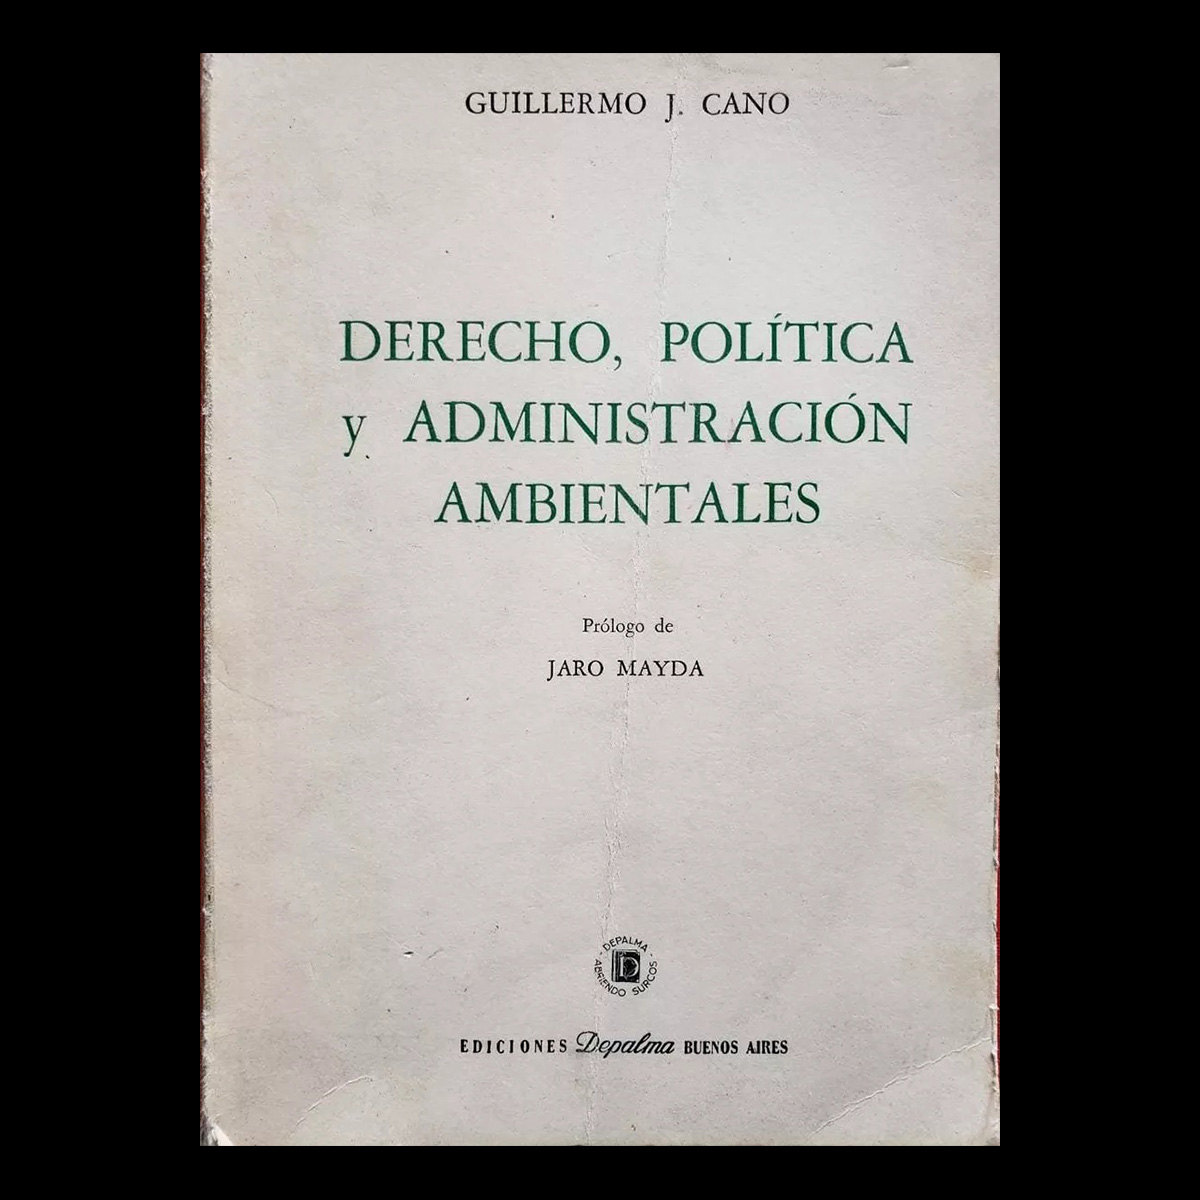 GUILLERMO J. CANO
DERECHO, POLÍTICA
y ADMINISTRACIÓN
AMBIENTALES
Prólogo de
JARO MAYDA
DEPALMA
D
ABRIENDO SURCOS
EDICIONES Depalma BUENOS AIRES